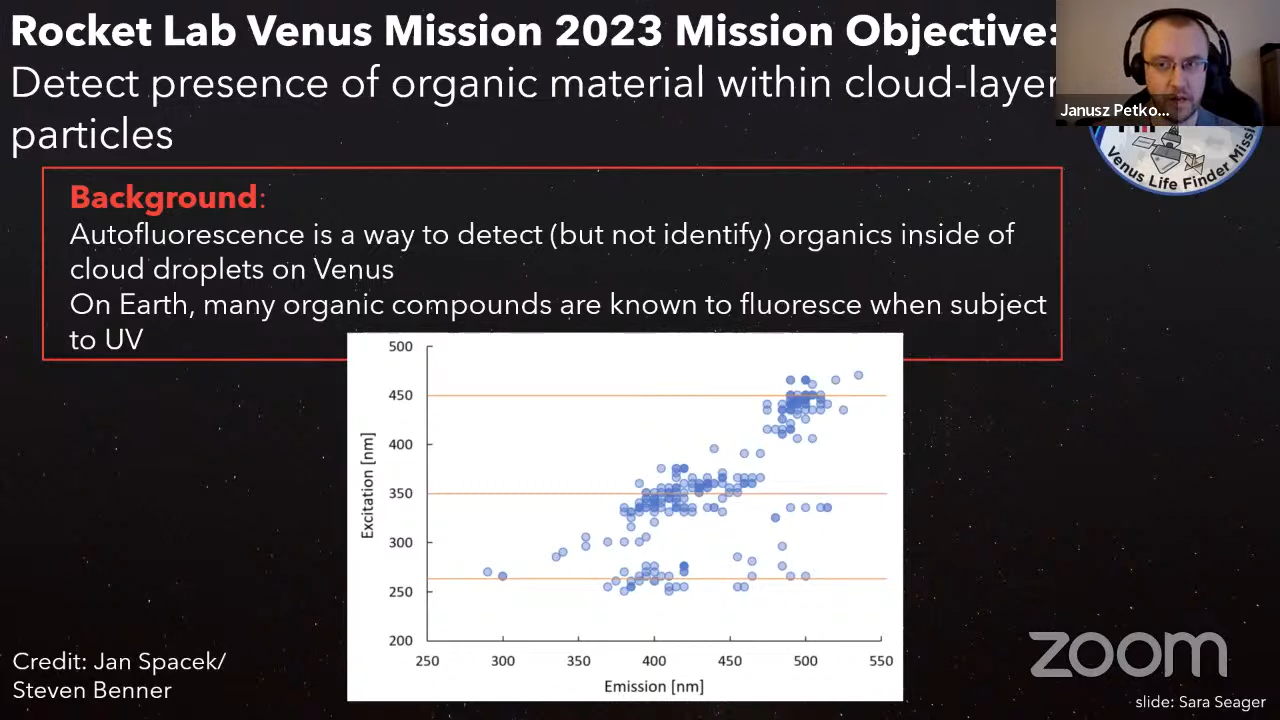 Rocket Lab Venus Mission 2023 Mission Objective:
Detect presence of organic material within cloud-layer
particles
Janusz Petko...
Venus Life Finder Missi
Background:
Autofluorescence is a way to detect (but not identify) organics inside of
cloud droplets on Venus
On Earth, many organic compounds are known to fluoresce when subject
to UV
500
450
400
350
300
250
200
Excitation [nm]
250 300 350 400 450 500 550
Emission [nm]
Credit: Jan Spacek/
Steven Benner
zoom
slide: Sara Seager